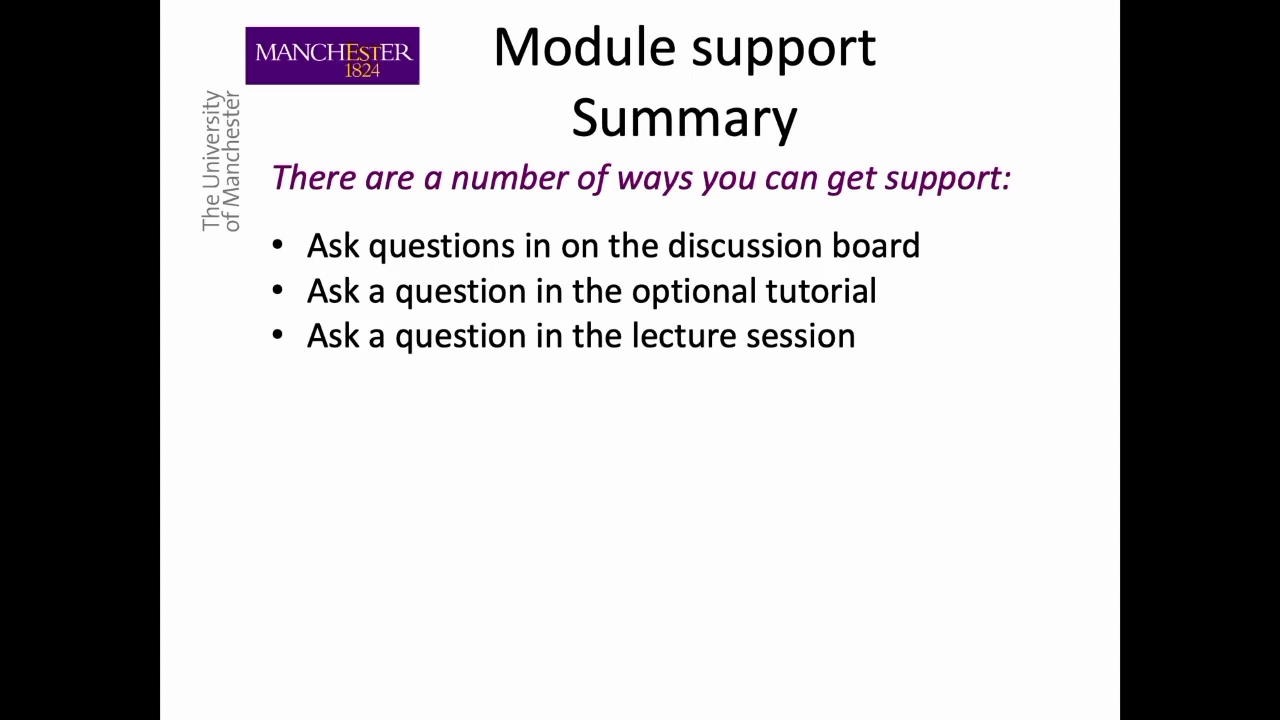 MANCHESTER
1824
The University
of Manchester
Module support
Summary
There are a number of ways you can get support:
• Ask questions in on the discussion board
• Ask a question in the optional tutorial
• Ask a question in the lecture session